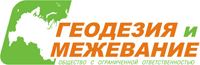 ГЕОДЕЗИЯ И
МЕЖЕВАНИЕ
ОБЩЕСТВО С ОГРАНИЧЕННОЙ ОТВЕТСТВЕННОСТЬЮ